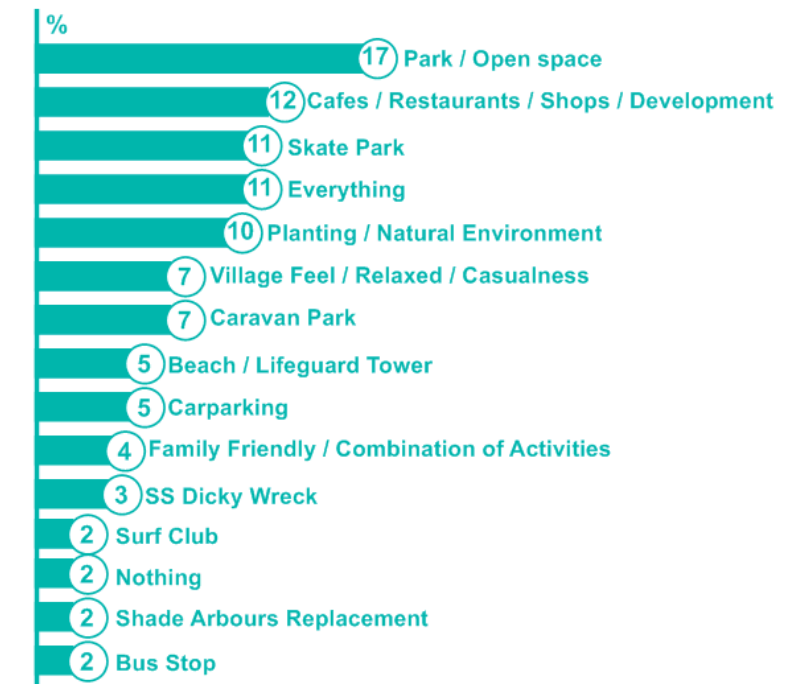 %
17 Park / Open space
12 Cafes / Restaurants / Shops / Development
11 Skate Park
11 Everything
10 Planting / Natural Environment
7 Village Feel / Relaxed / Casualness
7 Caravan Park
5 Beach / Lifeguard Tower
5 Carparking
4 Family Friendly / Combination of Activities
3 SS Dicky Wreck
2 Surf Club
2 Nothing
2 Shade Arbours Replacement
2 Bus Stop